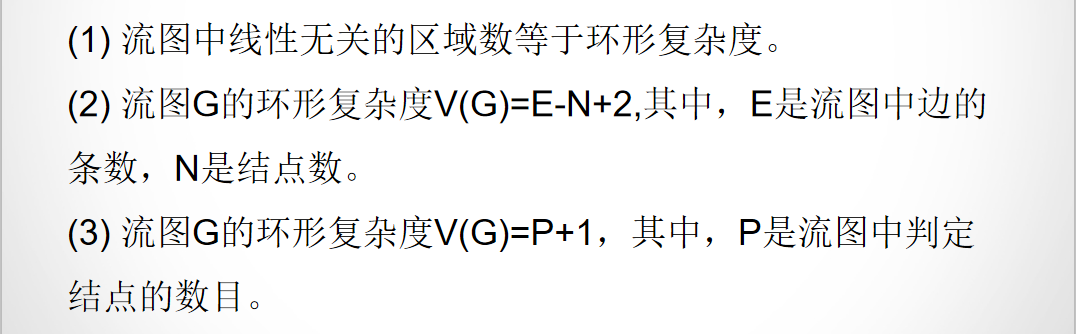 (1) 流图中线性无关的区域数等于环形复杂度。
(2) 流图G的环形复杂度V(G)=E-N+2,其中，E是流图中边的
条数，N是结点数。
(3) 流图G的环形复杂度V(G)=P+1，其中，P是流图中判定
结点的数目。